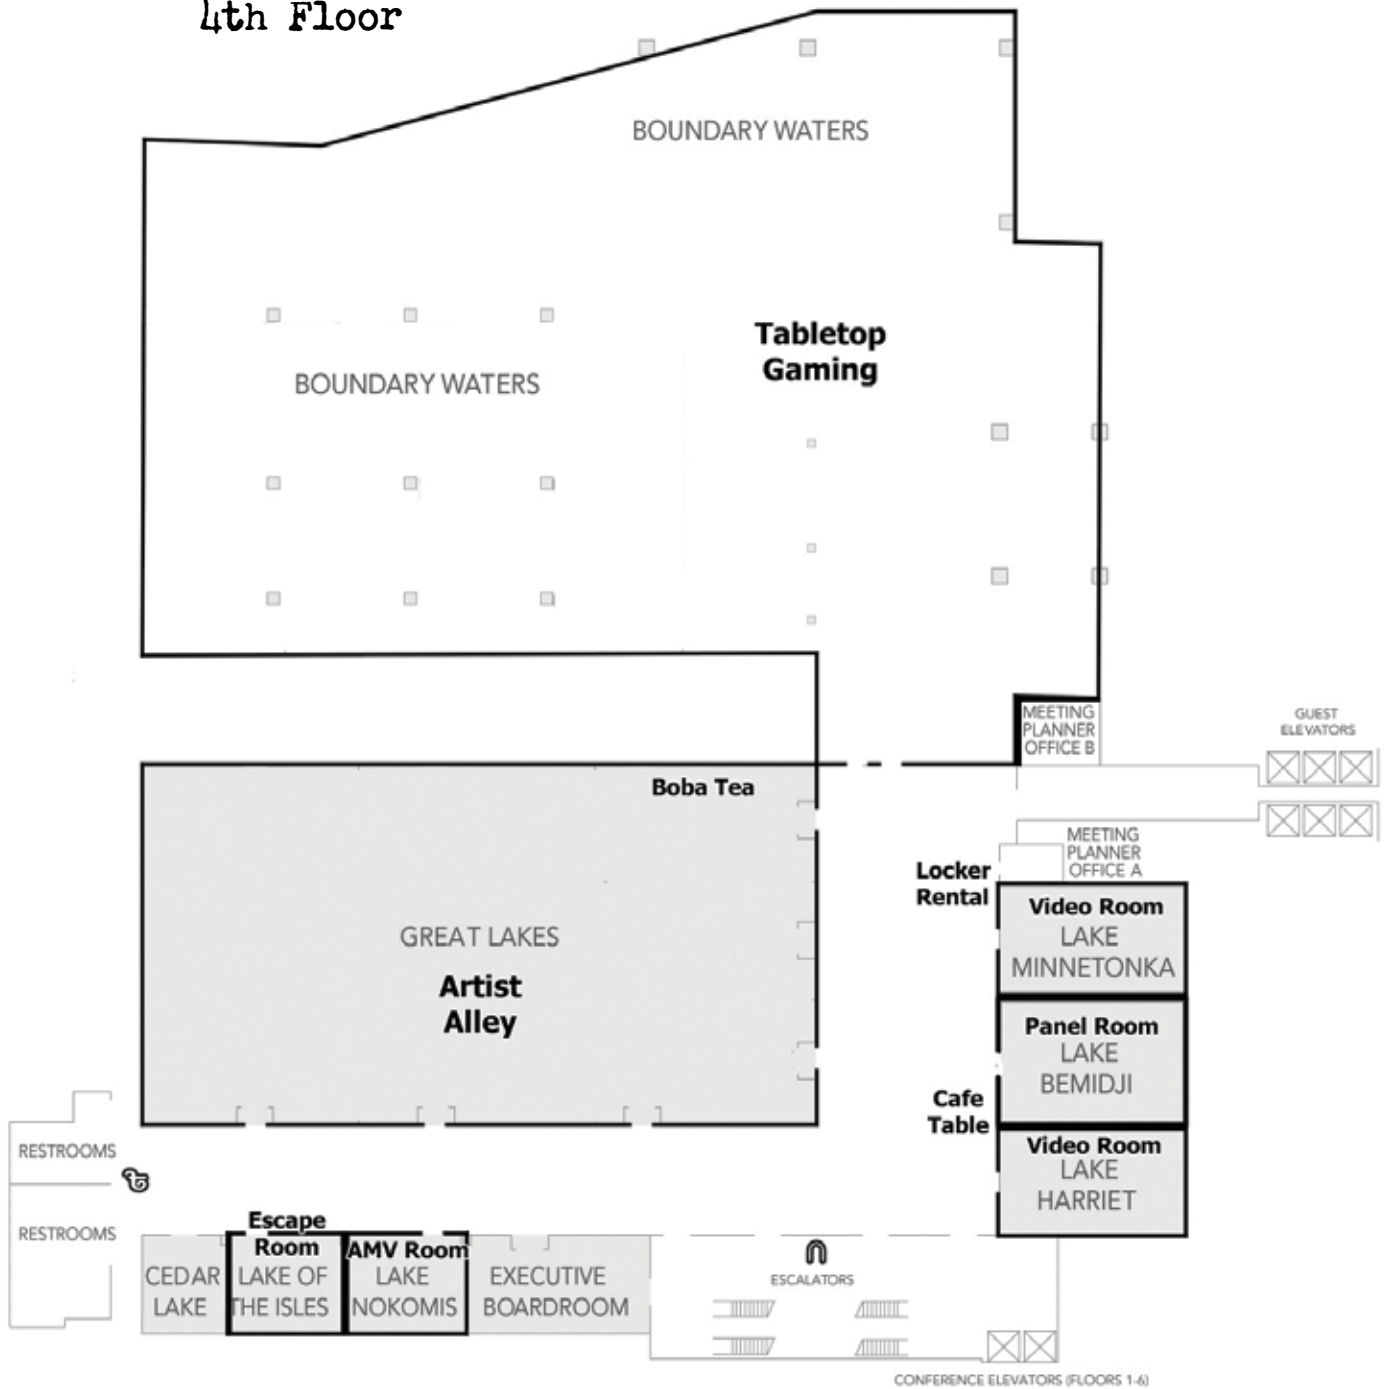 4th Floor
BOUNDARY WATERS
Tabletop
Gaming
BOUNDARY WATERS
MEETING
PLANNER
OFFICE B
GUEST
ELEVATORS
Boba Tea
MEETING
PLANNER
OFFICE A
Locker
Rental
Video Room
LAKE
MINNETONKA
GREAT LAKES
Artist
Alley
Panel Room
LAKE
BEMIDJI
Cafe
Table
Video Room
LAKE
HARRIET
RESTROOMS
RESTROOMS
Escape
Room
LAKE OF
THE ISLES
AMV Room
LAKE
NOKOMIS
CEDAR
LAKE
EXECUTIVE
BOARDROOM
ESCALATORS
CONFERENCE ELEVATORS (FLOORS 1-6)